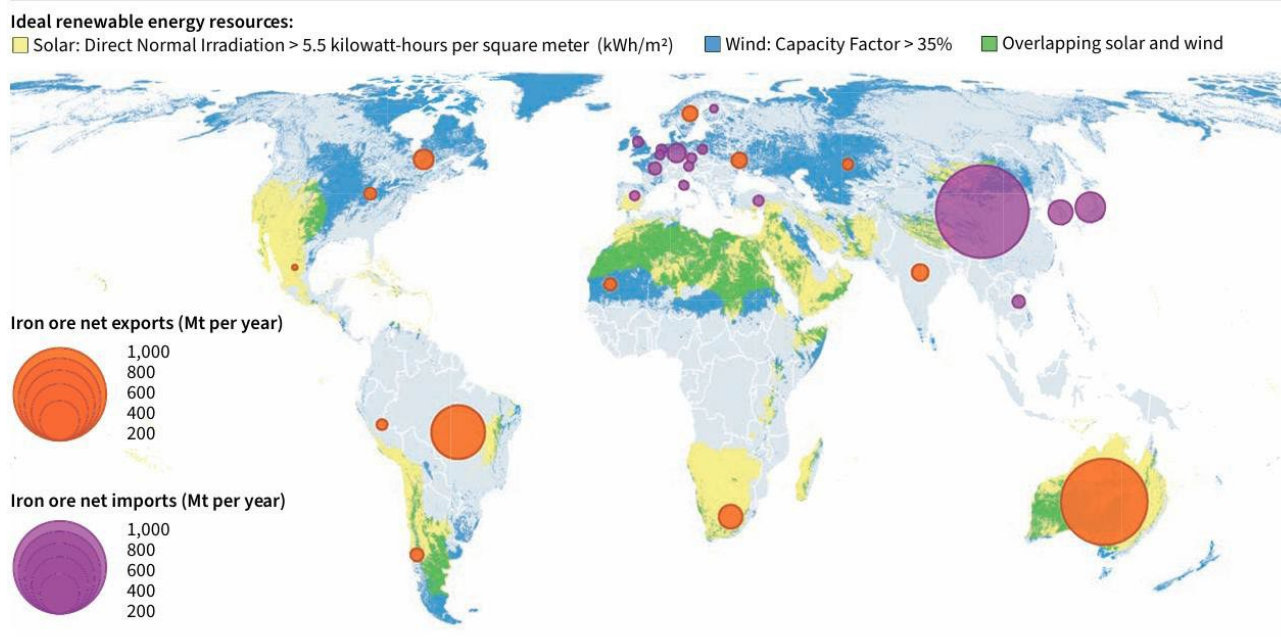 Ideal renewable energy resources:
Solar: Direct Normal Irradiation > 5.5 kilowatt-hours per square meter (kWh/m²)
Wind: Capacity Factor > 35%
Overlapping solar and wind
Iron ore net exports (Mt per year)
1,000
800
600
400
200
Iron ore net imports (Mt per year)
1,000
800
600
400
200